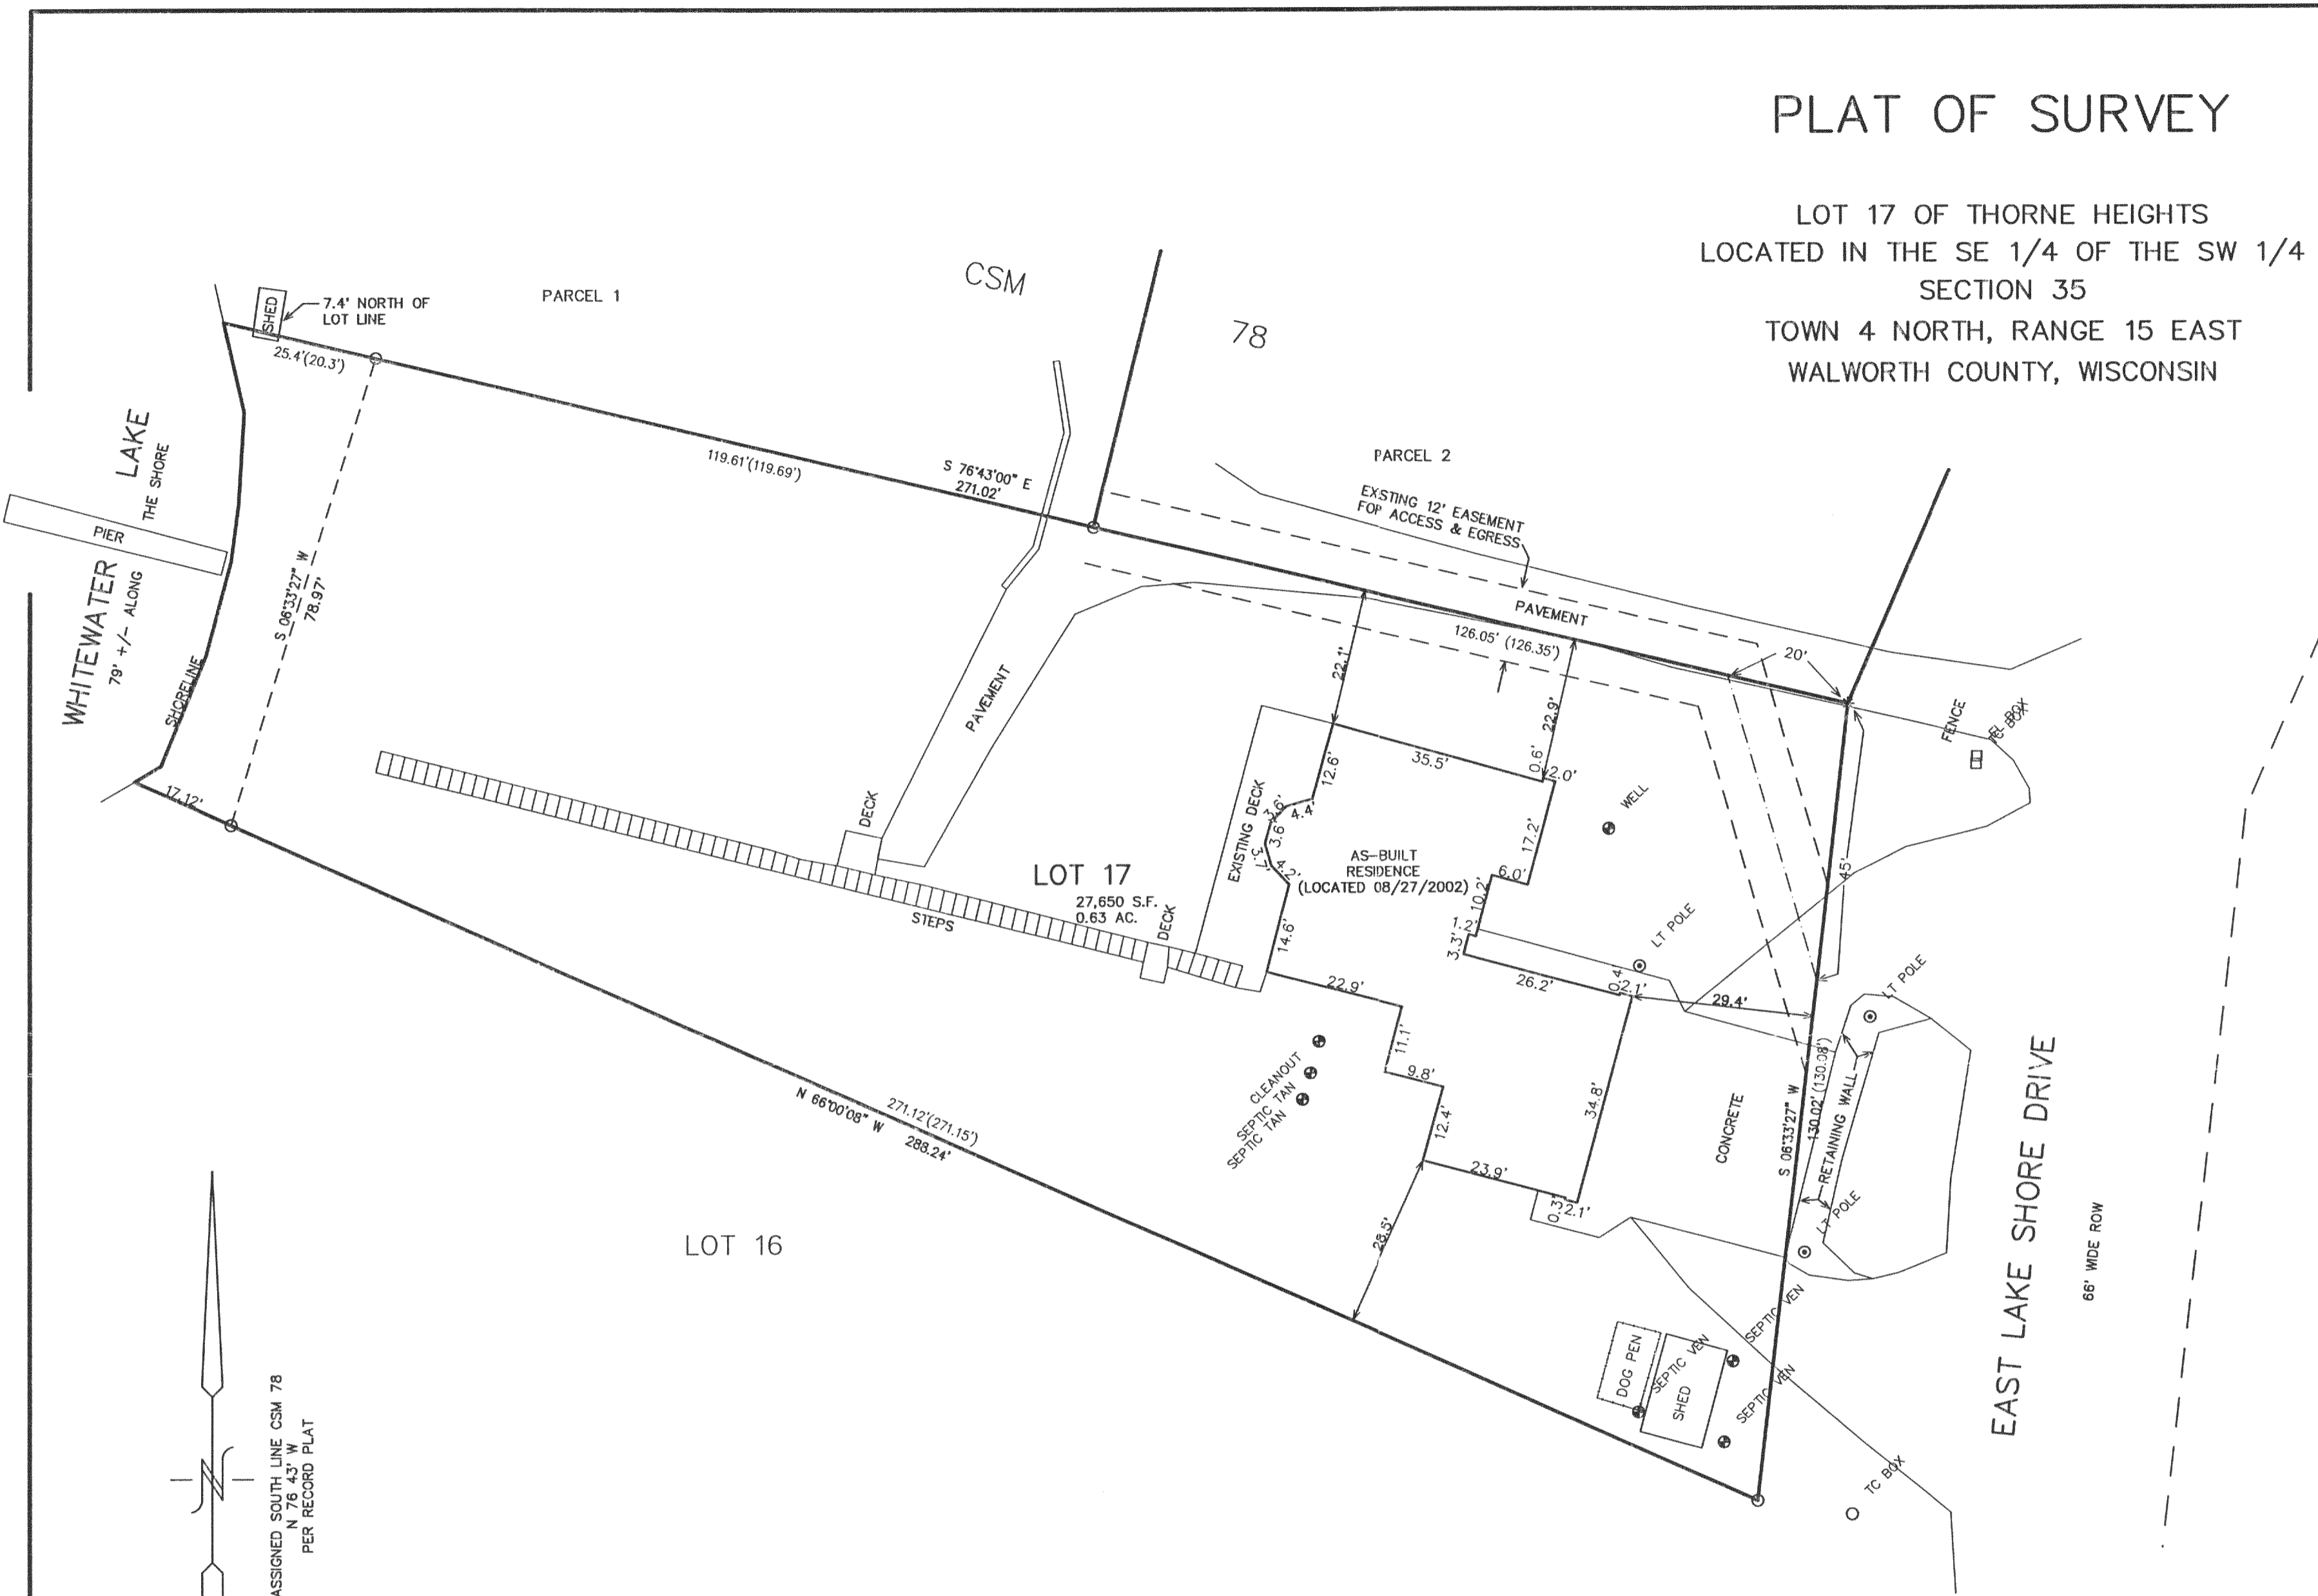 PLAT OF SURVEY
LOT 17 OF THORNE HEIGHTS
LOCATED IN THE SE 1/4 OF THE SW 1/4
SECTION 35
TOWN 4 NORTH, RANGE 15 EAST
WALWORTH COUNTY, WISCONSIN
CSM
78
PARCEL 1
SHED
7.4' NORTH OF
LOT LINE
25.4'(20.3')
119.61'(119.69')
S 76°43'00" E
271.02'
PARCEL 2
EXSTING 12' EASEMENT
FOR ACCESS & EGRESS
PAVEMENT
126.05' (126.35')
20'
WHITEWATER LAKE
79' +/- ALONG THE SHORE
PIER
SHORELINE
S 06°33'27" W
78.97'
17.12'
PAVEMENT
22.1'
22.9'
0.6'
2.0'
35.5'
12.6'
3.6'
4.4'
3.6'
3.7'
4.2'
14.6'
17.2'
6.0'
10.2'
1.2'
3.3'
26.2'
0.4'
2.1'
29.4'
WELL
FENCE
EL BOX
TEL BOX
45'
DECK
EXISTING DECK
AS-BUILT
RESIDENCE
(LOCATED 08/27/2002)
LOT 17
27,650 S.F.
0.63 AC.
STEPS
DECK
LT POLE
LT POLE
22.9'
11.1'
9.8'
12.4'
23.9'
34.8'
0.3'
2.1'
28.5'
CLEANOUT
SEPTIC TAN
SEPTIC TAN
CONCRETE
S 06°33'27" W
130.02' (130.08')
RETAINING WALL
LT POLE
EAST LAKE SHORE DRIVE
66' WIDE ROW
N 66°00'08" W
271.12'(271.15')
288.24'
LOT 16
DOG PEN
SHED
SEPTIC VEN
SEPTIC VEN
SEPTIC VEN
TC BOX
N
ASSIGNED SOUTH LINE CSM 78
N 76 43' W
PER RECORD PLAT